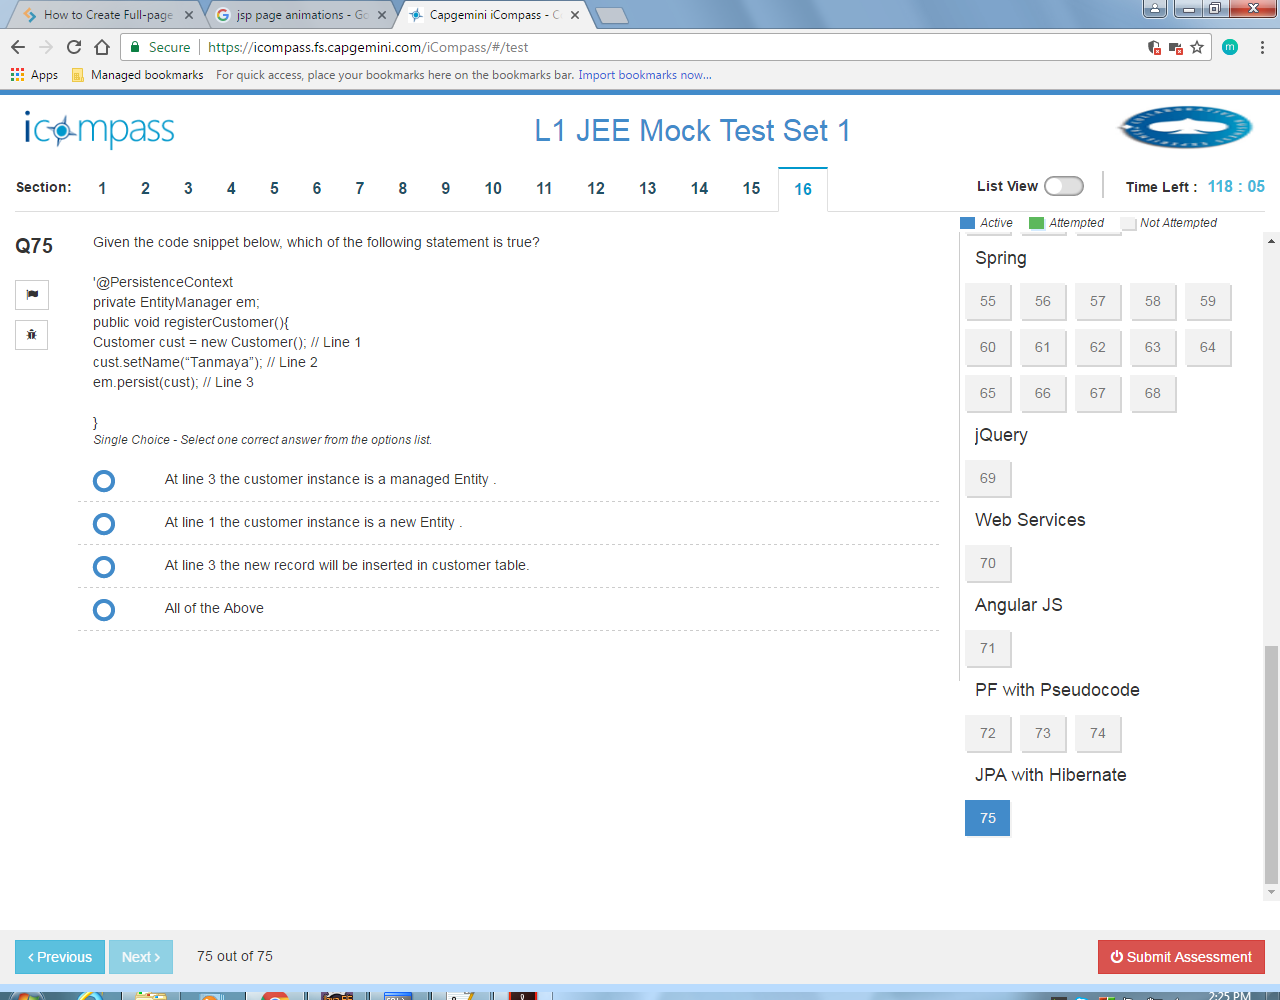 How to Create Full-page
jsp page animations - Go
Capgemini iCompass - C
Secure
https://icompass.fs.capgemini.com/iCompass/#/test
m
Apps
Managed bookmarks
For quick access, place your bookmarks here on the bookmarks bar. Import bookmarks now...
icompass
L1 JEE Mock Test Set 1
Section: 1 2 3 4 5 6 7 8 9 10 11 12 13 14 15 16
List View
Time Left : 118 : 05
Active Attempted Not Attempted
Q75
Given the code snippet below, which of the following statement is true?
'@PersistenceContext
private EntityManager em;
public void registerCustomer(){
Customer cust = new Customer(); // Line 1
cust.setName(“Tanmaya”); // Line 2
em.persist(cust); // Line 3
}
Single Choice - Select one correct answer from the options list.
At line 3 the customer instance is a managed Entity .
At line 1 the customer instance is a new Entity .
At line 3 the new record will be inserted in customer table.
All of the Above
Spring
55 56 57 58 59
60 61 62 63 64
65 66 67 68
jQuery
69
Web Services
70
Angular JS
71
PF with Pseudocode
72 73 74
JPA with Hibernate
75
‹ Previous
Next ›
75 out of 75
Submit Assessment
2:25 PM